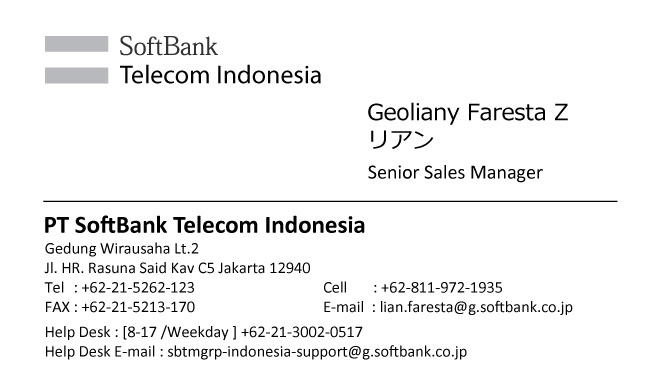 SoftBank
Telecom Indonesia
Geoliany Faresta Z
リアン
Senior Sales Manager
PT SoftBank Telecom Indonesia
Gedung Wirausaha Lt.2
Jl. HR. Rasuna Said Kav C5 Jakarta 12940
Tel : +62-21-5262-123 Cell : +62-811-972-1935
FAX : +62-21-5213-170 E-mail : lian.faresta@g.softbank.co.jp
Help Desk : [8-17 /Weekday ] +62-21-3002-0517
Help Desk E-mail : sbtmgrp-indonesia-support@g.softbank.co.jp